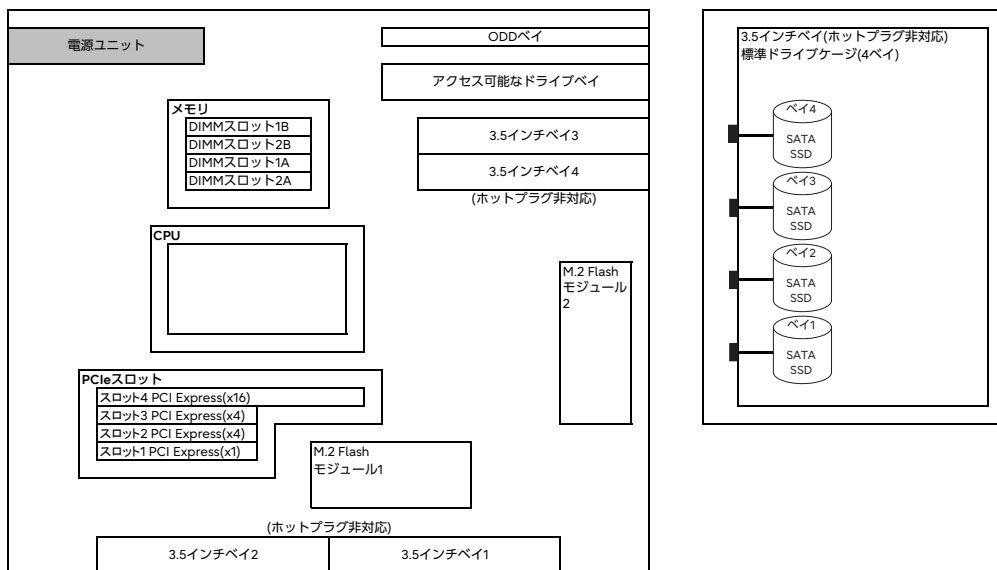 電源ユニット
ODDベイ
アクセス可能なドライブベイ
メモリ
DIMMスロット1B
DIMMスロット2B
DIMMスロット1A
DIMMスロット2A
3.5インチベイ3
3.5インチベイ4
(ホットプラグ非対応)
CPU
M.2 Flash
モジュール
2
PCIeスロット
スロット4 PCI Express(x16)
スロット3 PCI Express(x4)
スロット2 PCI Express(x4)
スロット1 PCI Express(x1)
M.2 Flash
モジュール1
(ホットプラグ非対応)
3.5インチベイ2
3.5インチベイ1
3.5インチベイ(ホットプラグ非対応)
標準ドライブケージ(4ベイ)
ベイ4
SATA
SSD
ベイ3
SATA
SSD
ベイ2
SATA
SSD
ベイ1
SATA
SSD